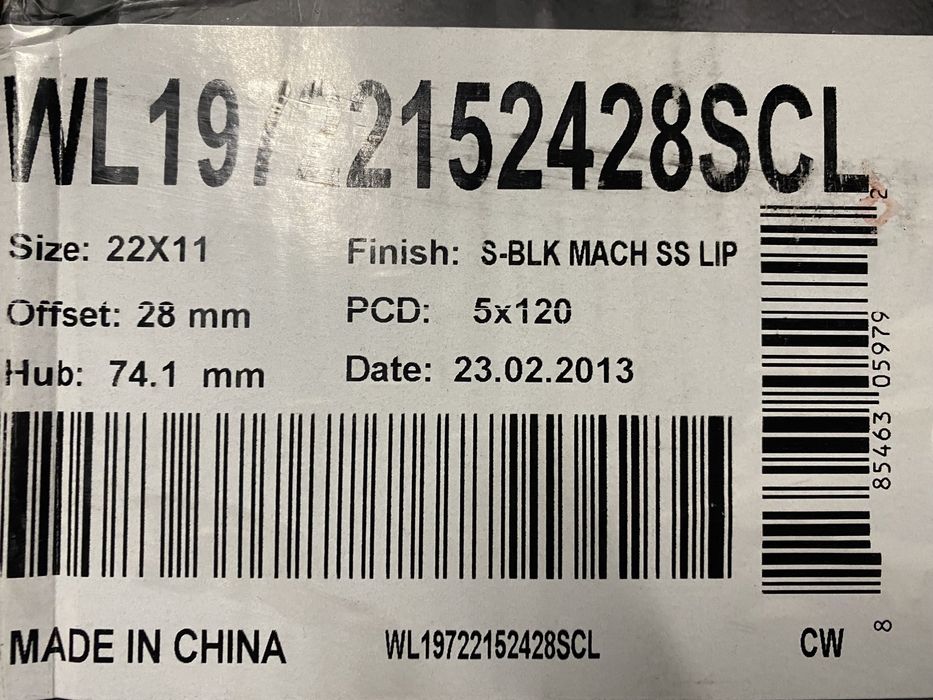 WL19722152428SCL
Size: 22X11 Finish: S-BLK MACH SS LIP
Offset: 28 mm PCD: 5x120
Hub: 74.1 mm Date: 23.02.2013
8 85463 05979 2
MADE IN CHINA WL19722152428SCL CW